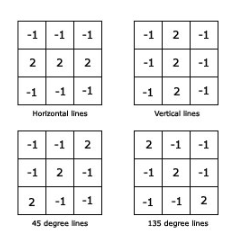 -1 -1 -1 -1 2 -1
2 2 2 -1 2 -1
-1 -1 -1 -1 2 -1
Horizontal lines Vertical lines
-1 -1 2 2 -1 -1
-1 2 -1 -1 2 -1
2 -1 -1 -1 -1 2
45 degree lines 135 degree lines